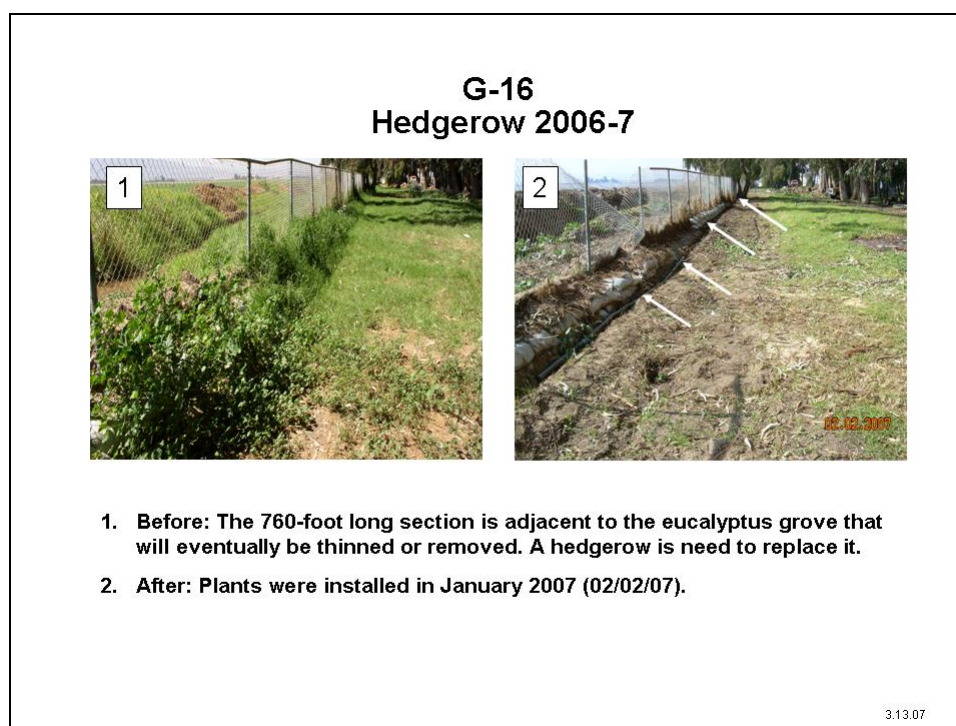 G-16
Hedgerow 2006-7
1
2
02.02.2007
1. Before: The 760-foot long section is adjacent to the eucalyptus grove that
will eventually be thinned or removed. A hedgerow is need to replace it.
2. After: Plants were installed in January 2007 (02/02/07).
3.13.07